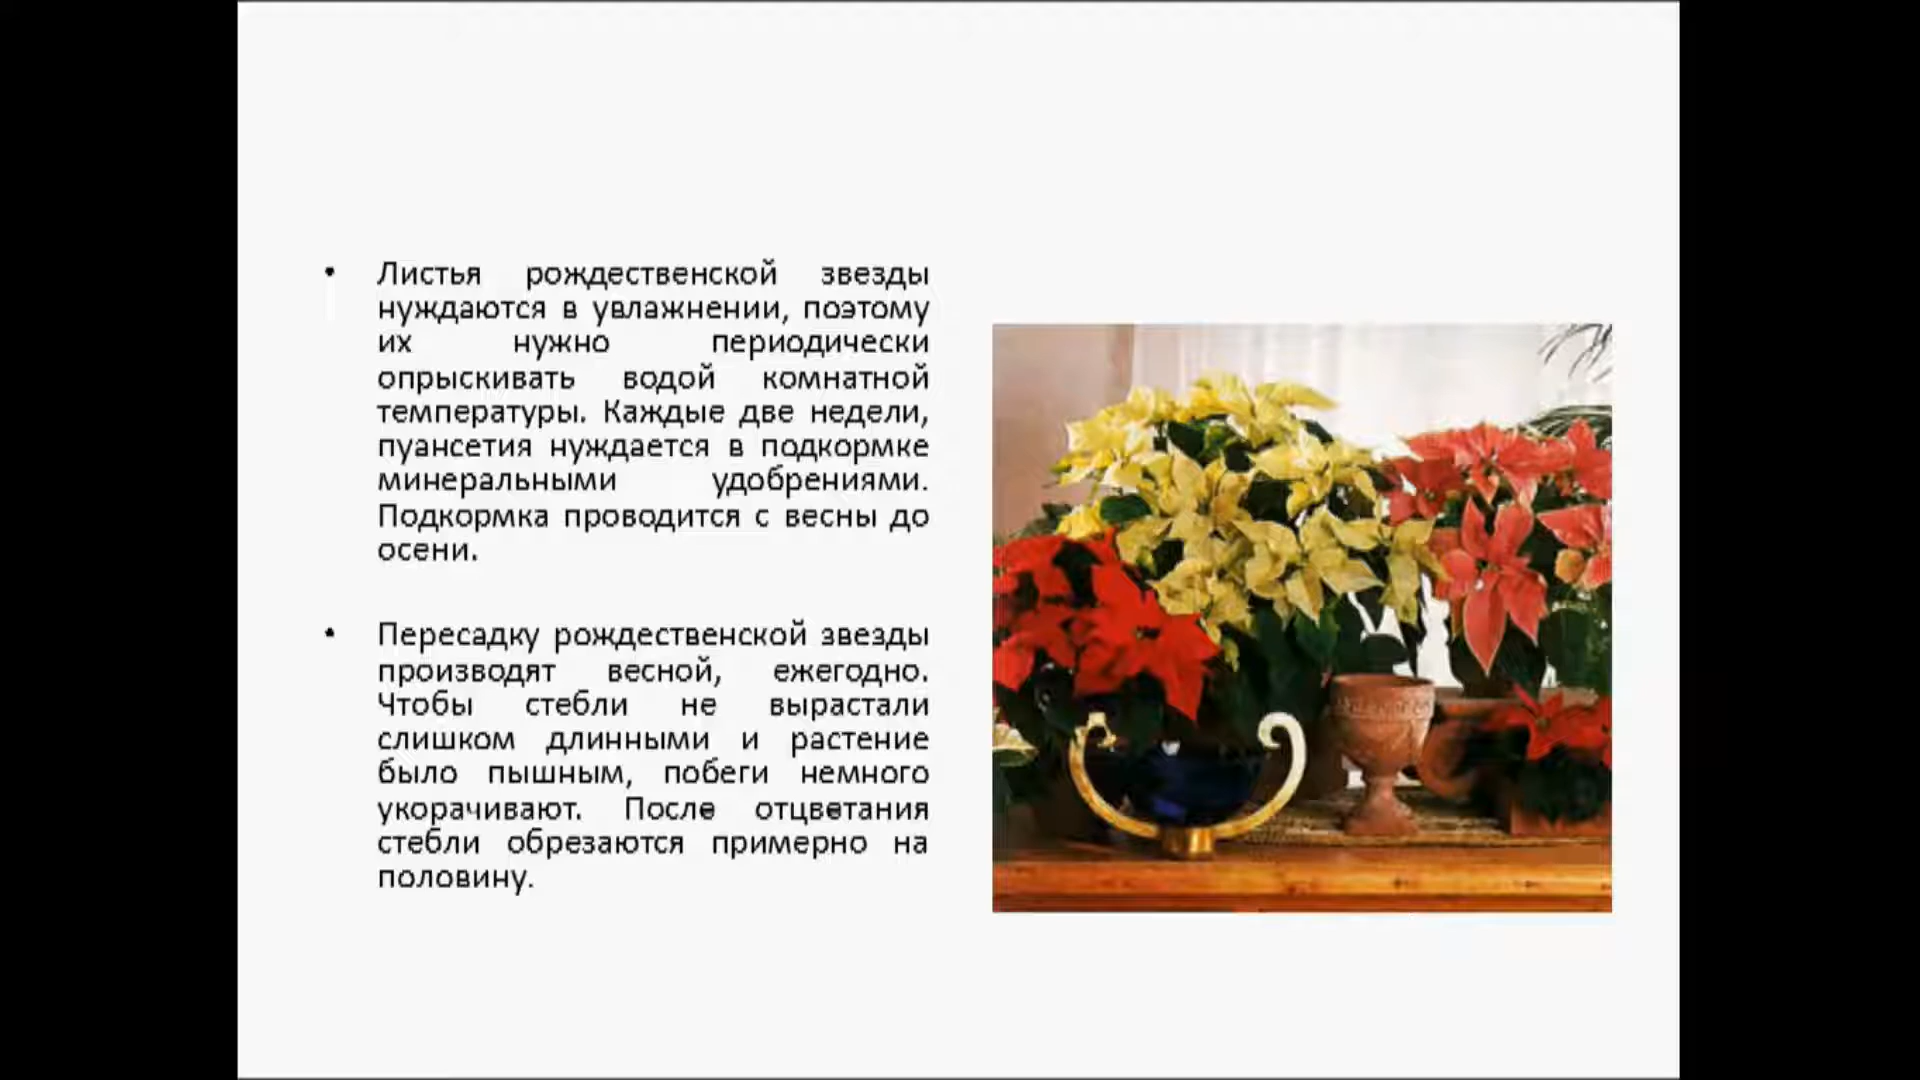 • Листья рождественской звезды
нуждаются в увлажнении, поэтому
их нужно периодически
опрыскивать водой комнатной
температуры. Каждые две недели,
пуансетия нуждается в подкормке
минеральными удобрениями.
Подкормка проводится с весны до
осени.
• Пересадку рождественской звезды
производят весной, ежегодно.
Чтобы стебли не вырастали
слишком длинными и растение
было пышным, побеги немного
укорачивают. После отцветания
стебли обрезаются примерно на
половину.